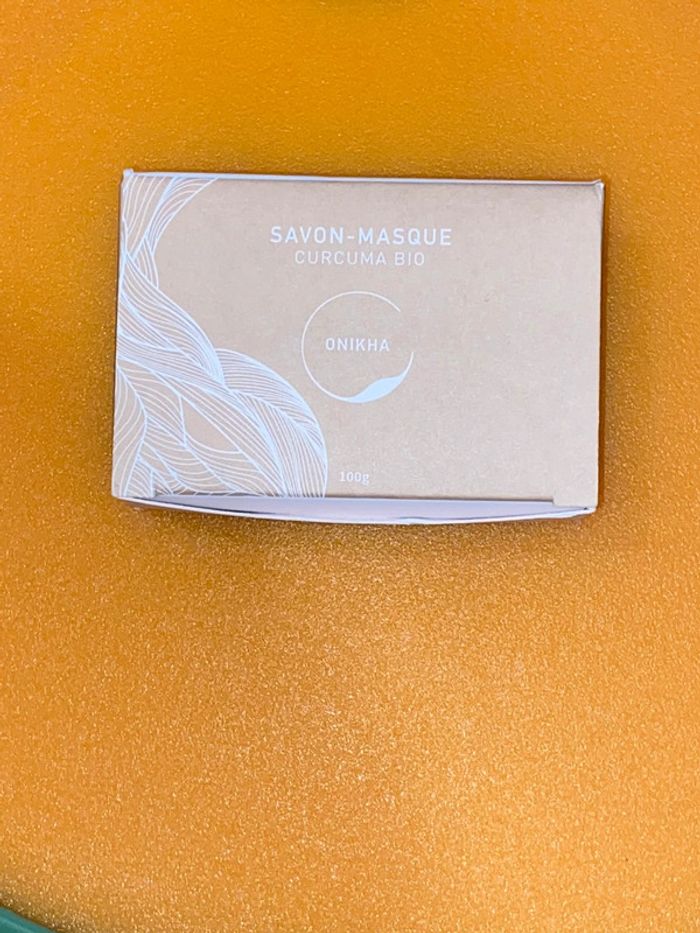 SAVON-MASQUE
CURCUMA BIO
ONIKHA
100g